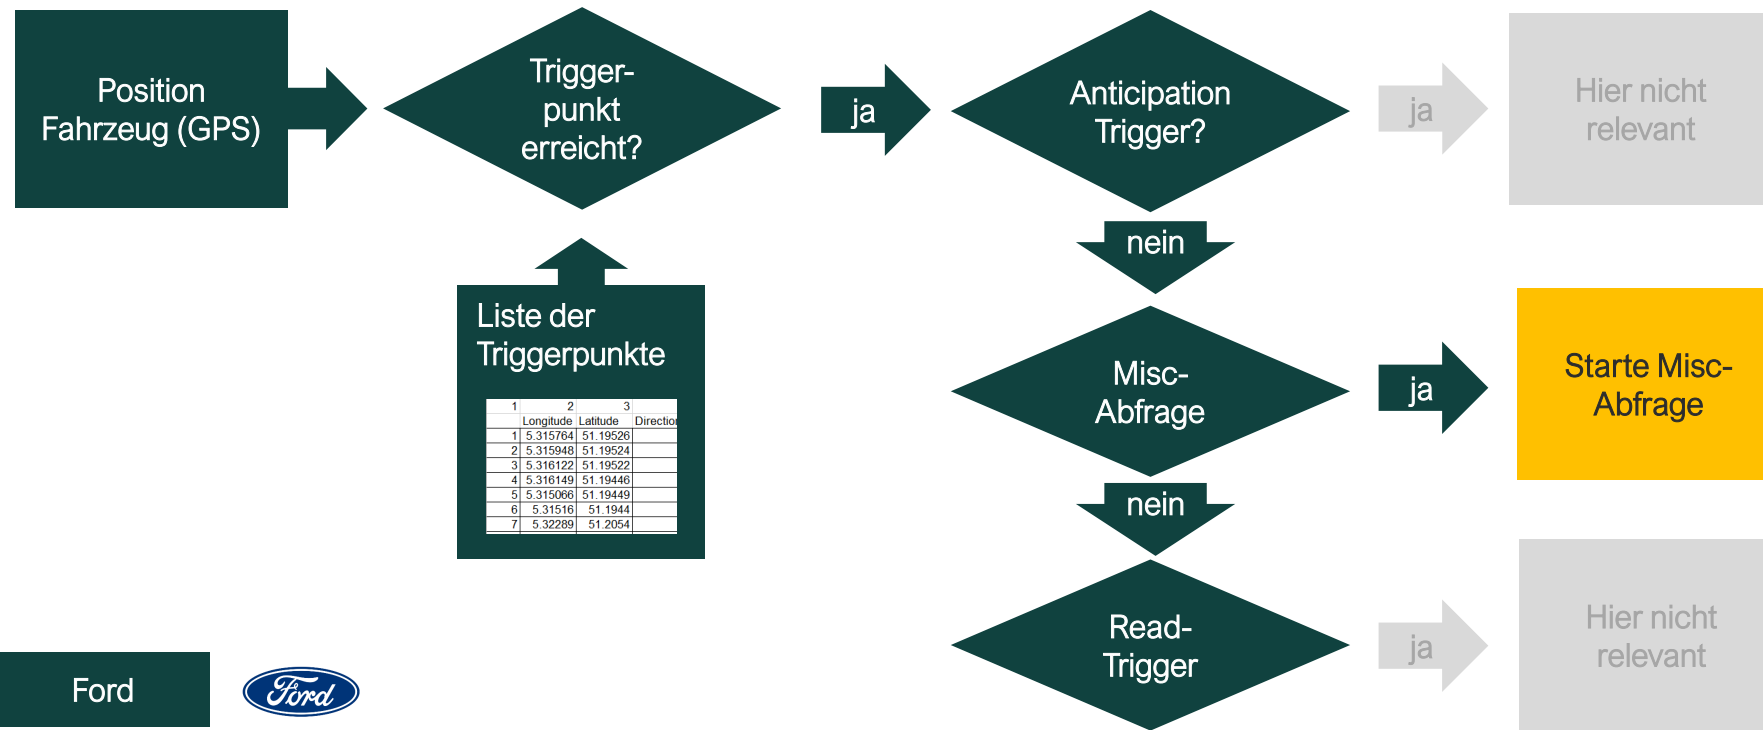 Position
Fahrzeug (GPS)
Trigger-
punkt
erreicht?
ja
Anticipation
Trigger?
ja
Hier nicht
relevant
nein
Liste der
Triggerpunkte
1 2 3
Longitude Latitude Direction
1 5.315764 51.19526
2 5.315948 51.19524
3 5.316122 51.19522
4 5.316149 51.19446
5 5.315066 51.19449
6 5.31516 51.1944
7 5.32289 51.2054
Misc-
Abfrage
ja
Starte Misc-
Abfrage
nein
Read-
Trigger
ja
Hier nicht
relevant
Ford
Ford